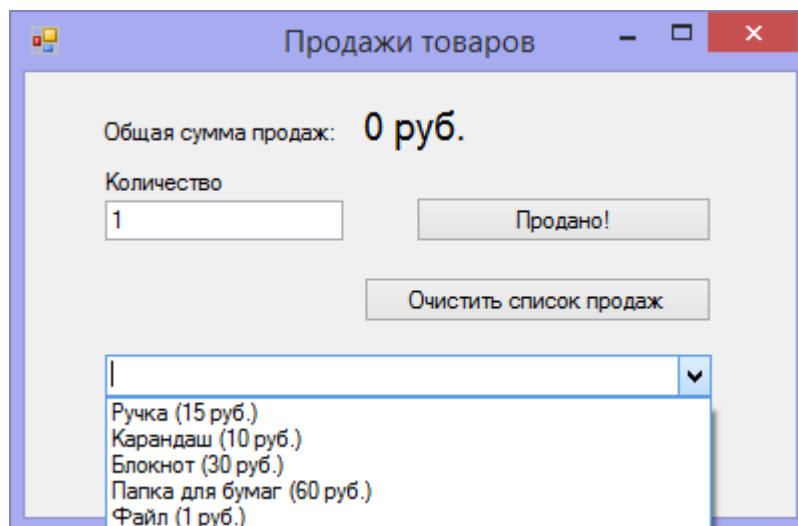 Продажи товаров
Общая сумма продаж: 0 руб.
Количество
1 Продано!
Очистить список продаж
Ручка (15 руб.)
Карандаш (10 руб.)
Блокнот (30 руб.)
Папка для бумаг (60 руб.)
Файл (1 руб.)